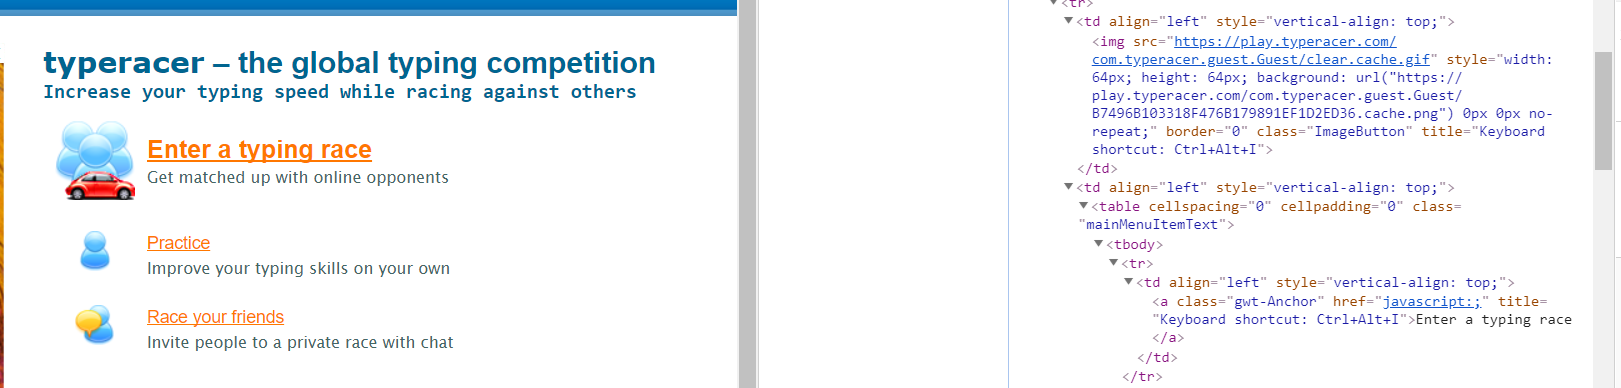 typeracer – the global typing competition
Increase your typing speed while racing against others
Enter a typing race
Get matched up with online opponents
Practice
Improve your typing skills on your own
Race your friends
Invite people to a private race with chat
<tr>
<td align="left" style="vertical-align: top;">
<img src="https://play.typeracer.com/
com.typeracer.guest.Guest/clear.cache.gif" style="width:
64px; height: 64px; background: url("https://
play.typeracer.com/com.typeracer.guest.Guest/
B7496B103318F476B179891EF1D2ED36.cache.png") 0px 0px no-
repeat;" border="0" class="ImageButton" title="Keyboard
shortcut: Ctrl+Alt+I">
</td>
<td align="left" style="vertical-align: top;">
<table cellspacing="0" cellpadding="0" class=
"mainMenuItemText">
<tbody>
<tr>
<td align="left" style="vertical-align: top;">
<a class="gwt-Anchor" href="javascript:;" title=
"Keyboard shortcut: Ctrl+Alt+I">Enter a typing race
</a>
</td>
</tr>